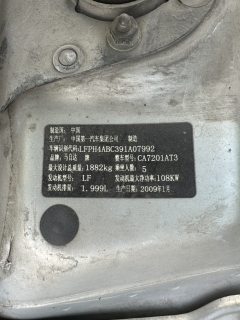 制造国: 中国
生产厂: 中国第一汽车集团公司 制造
车辆识别代码: LFPH4ABC391A07992
品牌: 马自达 牌 整车型号: CA7201AT3
最大设计总质量: 1882kg 乘坐人数: 5
发动机型号: LF 发动机最大净功率: 108KW
发动机排量: 1.999L 生产日期: 2009年1月